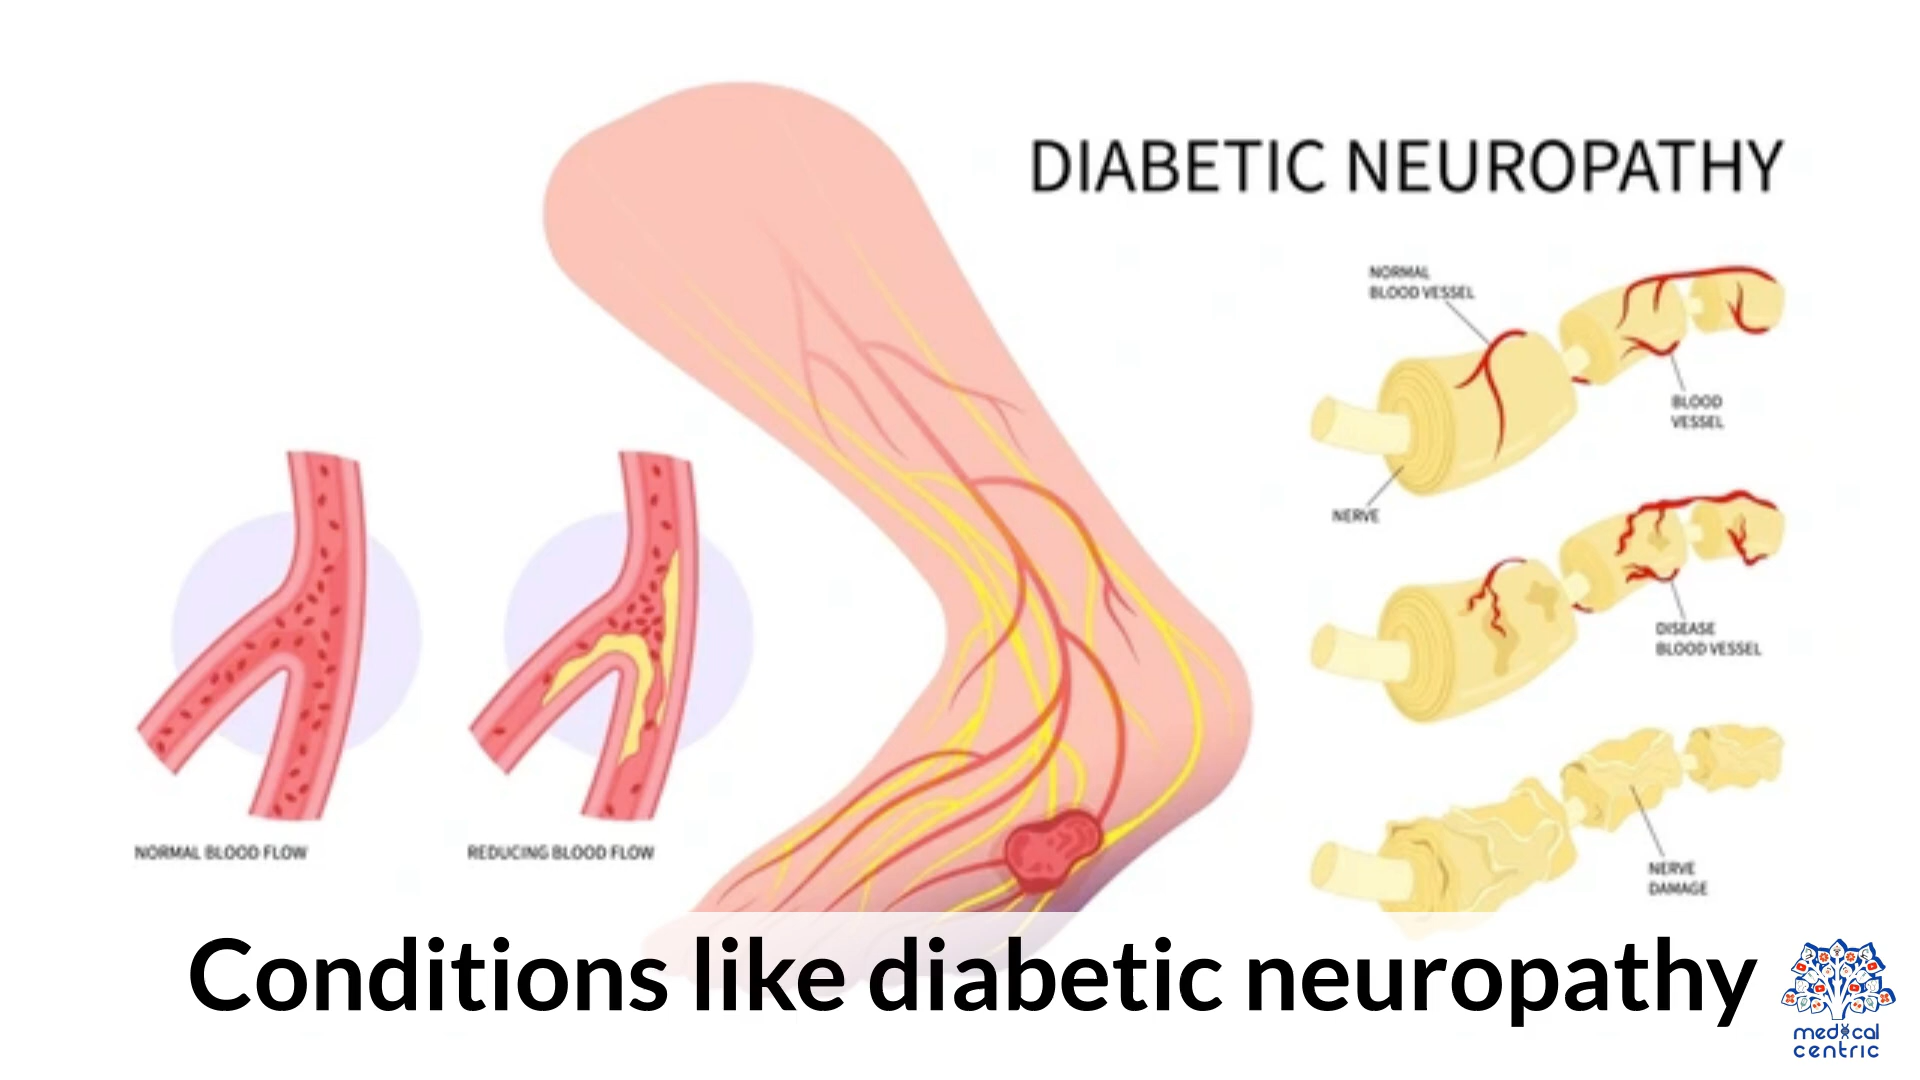 DIABETIC NEUROPATHY
NORMAL
BLOOD VESSEL
BLOOD
VESSEL
NERVE
DISEASE
BLOOD VESSEL
NERVE
DAMAGE
NORMAL BLOOD FLOW
REDUCING BLOOD FLOW
Conditions like diabetic neuropathy
medical
centric